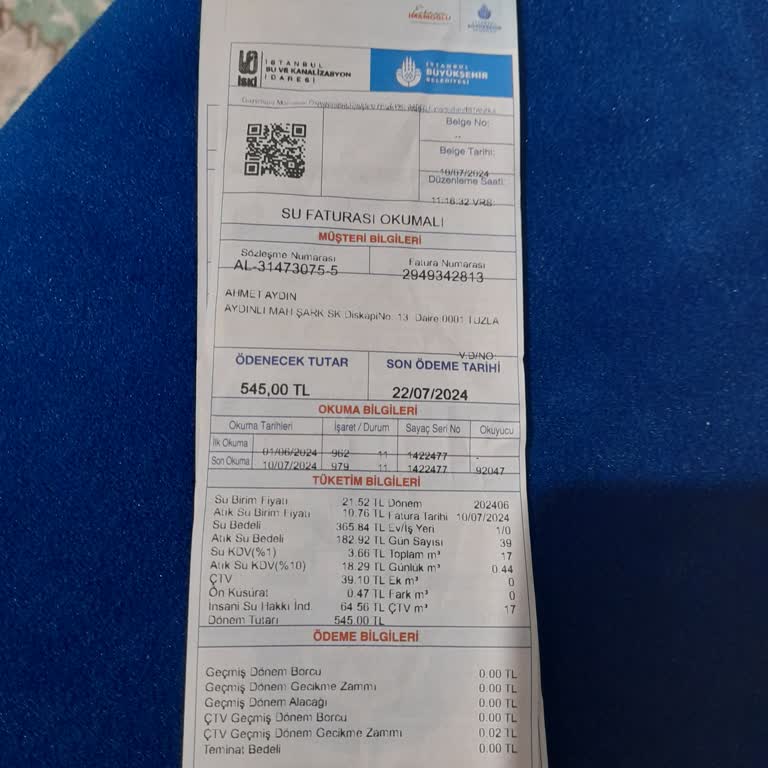 İMAMOĞLU
İSTANBUL
BÜYÜKŞEHİR
İSKİ
İSTANBUL
SU VE KANALİZASYON
İDARESİ
İSTANBUL
BÜYÜKŞEHİR
BELEDİYESİ
Belge No:
--
Belge Tarihi:
10/07/2024
Düzenleme Saati:
11:16:32 VRS:
SU FATURASI OKUMALI
MÜŞTERİ BİLGİLERİ
Sözleşme Numarası Fatura Numarası
AL-31473075-5 2949342813
AHMET AYDIN
AYDINLI MAH ŞARK SK.DiskapiNo: 13 Daire:0001 TUZLA
V.D/NO:
ÖDENECEK TUTAR SON ÖDEME TARİHİ
545,00 TL 22/07/2024
OKUMA BİLGİLERİ
Okuma Tarihleri İşaret / Durum Sayaç Seri No Okuyucu
İlk Okuma 01/06/2024 962 11 1422477 -
Son Okuma 10/07/2024 979 11 1422477 92047
TÜKETİM BİLGİLERİ
Su Birim Fiyatı 21.52 TL Dönem 202406
Atık Su Birim Fiyatı 10.76 TL Fatura Tarihi 10/07/2024
Su Bedeli 365.84 TL Ev/İş Yeri 1/0
Atık Su Bedeli 182.92 TL Gün Sayısı 39
Su KDV(%1) 3.66 TL Toplam m³ 17
Atık Su KDV(%10) 18.29 TL Günlük m³ 0.44
ÇTV 39.10 TL Ek m³ 0
Ön Küsürat 0.47 TL Fark m³ 0
İnsani Su Hakkı İnd. 64.56 TL ÇTV m³ 17
Dönem Tutarı 545.00 TL
ÖDEME BİLGİLERİ
Geçmiş Dönem Borcu 0.00 TL
Geçmiş Dönem Gecikme Zammı 0.00 TL
Geçmiş Dönem Alacağı 0.00 TL
ÇTV Geçmiş Dönem Borcu 0.00 TL
ÇTV Geçmiş Dönem Gecikme Zammı 0.02 TL
Teminat Bedeli 0.00 TL